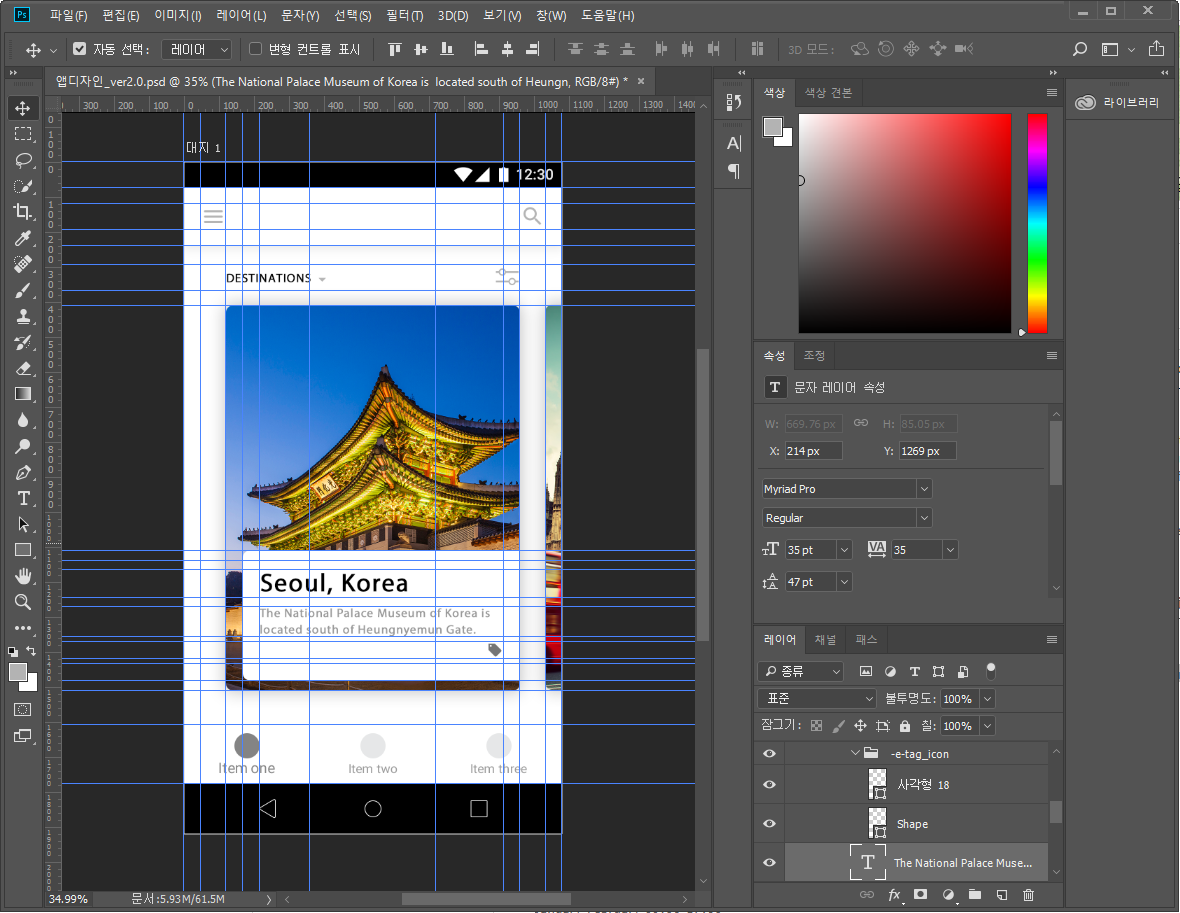 Ps 파일(F) 편집(E) 이미지(I) 레이어(L) 문자(Y) 선택(S) 필터(T) 3D(D) 보기(V) 창(W) 도움말(H)
자동 선택: 레이어 변형 컨트롤 표시 3D 모드:
앱디자인_ver2.0.psd @ 35% (The National Palace Museum of Korea is located south of Heungn, RGB/8#) * ×
300 200 100 0 100 200 300 400 500 600 700 800 900 1000 1100 1200 1300 1400
대지 1
12:30
DESTINATIONS
Seoul, Korea
The National Palace Museum of Korea is
located south of Heungnyemun Gate.
Item one Item two Item three
34.99% 문서:5.93M/61.5M
색상 색상 견본
라이브러리
속성 조정
T 문자 레이어 속성
W: 669.76 px H: 85.05 px
X: 214 px Y: 1269 px
Myriad Pro
Regular
35 pt VA 35
47 pt
레이어 채널 패스
종류
표준 불투명도: 100%
잠그기: 칠: 100%
-e-tag_icon
사각형 18
Shape
T The National Palace Muse...
fx